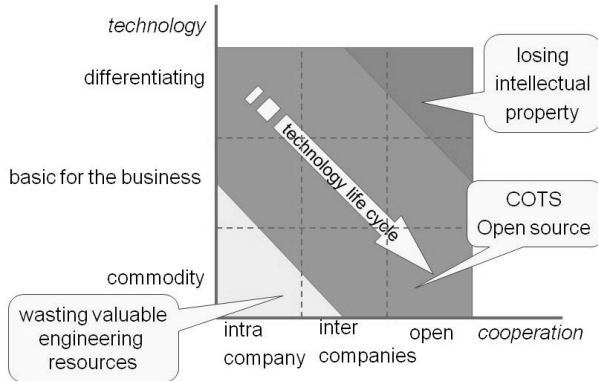 technology
differentiating
losing
intellectual
property
technology life cycle
basic for the business
COTS
Open source
commodity
wasting valuable
engineering
resources
intra
company
inter
companies
open
cooperation